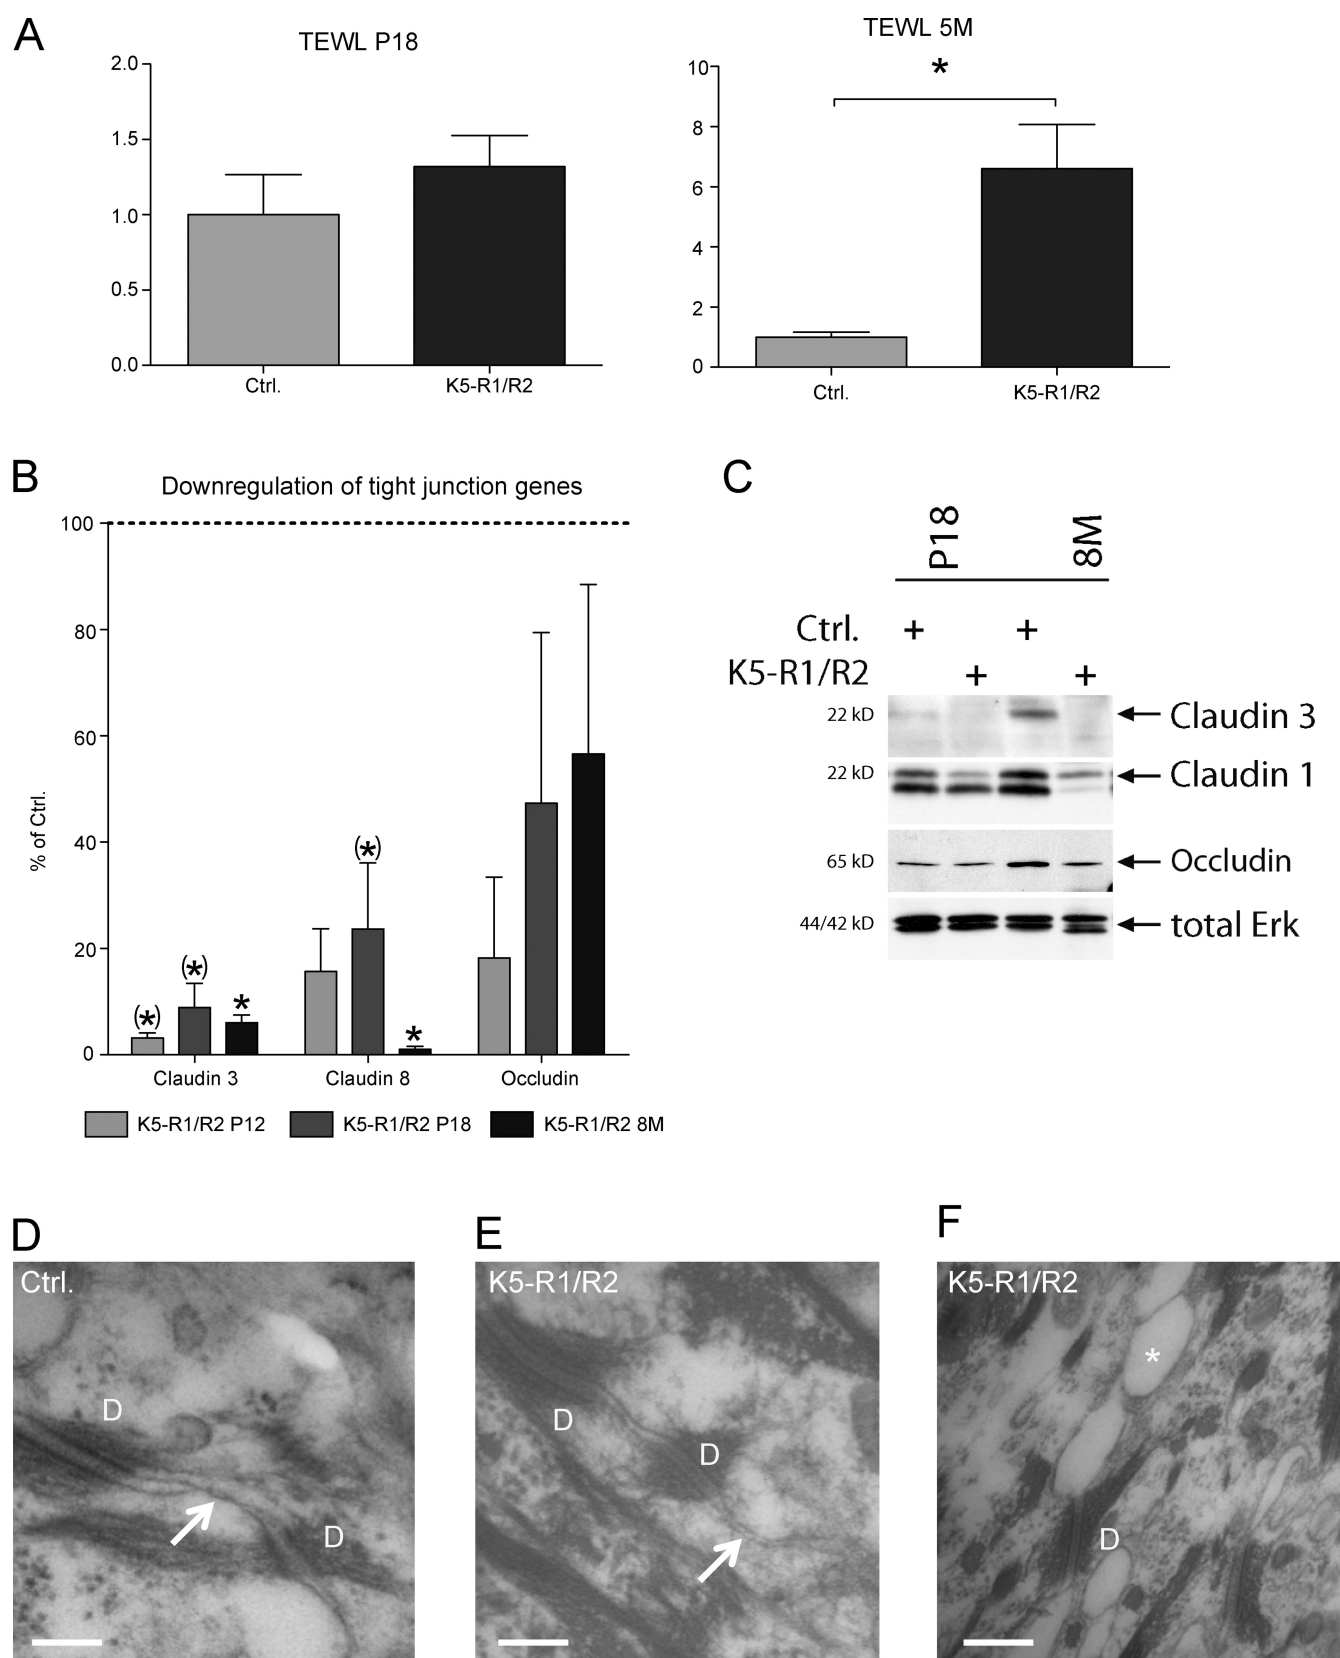 A
TEWL P18
2.0
1.5
1.0
0.5
0.0
Ctrl.
K5-R1/R2
TEWL 5M
*
10
8
6
4
2
0
Ctrl.
K5-R1/R2
B
Downregulation of tight junction genes
100
80
60
40
20
0
% of Ctrl.
(*)
(*)
*
(*)
*
Claudin 3
Claudin 8
Occludin
K5-R1/R2 P12
K5-R1/R2 P18
K5-R1/R2 8M
C
P18
8M
Ctrl. + +
K5-R1/R2 + +
22 kD Claudin 3
22 kD Claudin 1
65 kD Occludin
44/42 kD total Erk
D
Ctrl.
D
D
E
K5-R1/R2
D
D
F
K5-R1/R2
*
D